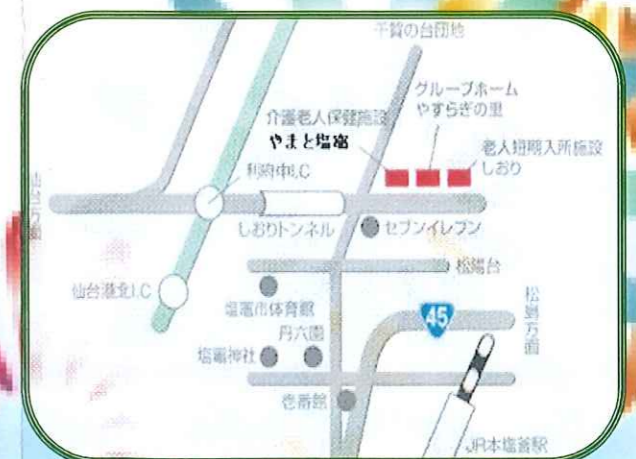 千賀の台団地
グループホーム
やすらぎの里
介護老人保健施設
やまと塩竈
老人短期入所施設
しおり
利府中I.C
仙台方面
しおりトンネル
セブンイレブン
松陽台
仙台港北I.C
塩竈市体育館
45
松島方面
丹六園
塩竈神社
壱番館
JR本塩釜駅